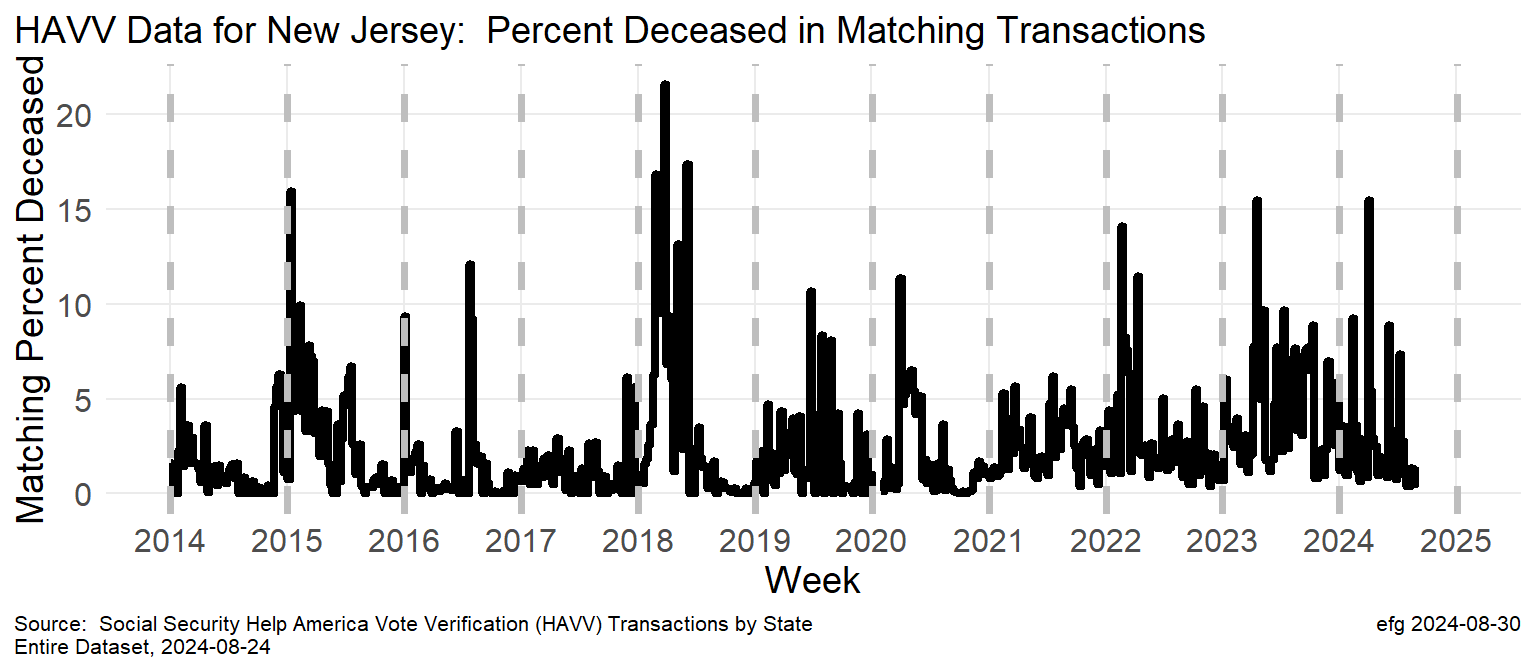 HAVV Data for New Jersey:  Percent Deceased in Matching Transactions
Matching Percent Deceased
20
15
10
5
0
2014 2015 2016 2017 2018 2019 2020 2021 2022 2023 2024 2025
Week
Source:  Social Security Help America Vote Verification (HAVV) Transactions by State
Entire Dataset, 2024-08-24
efg 2024-08-30